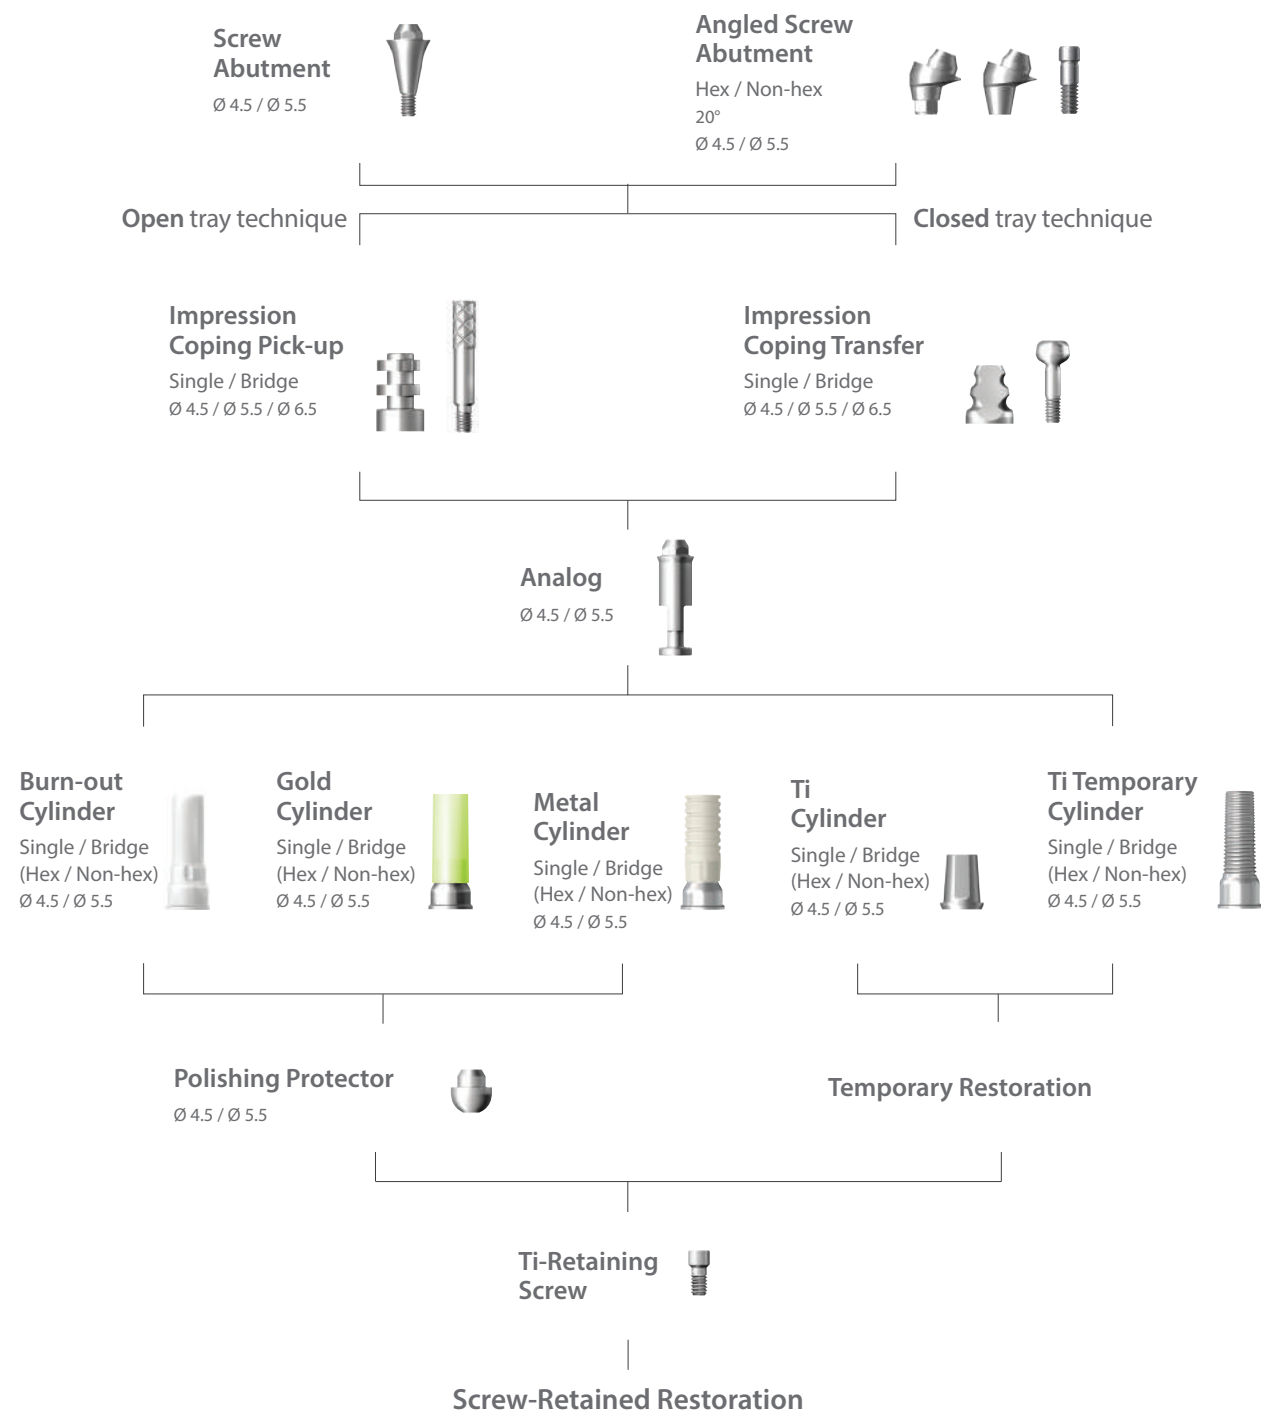 Screw
Abutment
Ø 4.5 / Ø 5.5
Angled Screw
Abutment
Hex / Non-hex
20°
Ø 4.5 / Ø 5.5
Open tray technique
Closed tray technique
Impression
Coping Pick-up
Single / Bridge
Ø 4.5 / Ø 5.5 / Ø 6.5
Impression
Coping Transfer
Single / Bridge
Ø 4.5 / Ø 5.5 / Ø 6.5
Analog
Ø 4.5 / Ø 5.5
Burn-out
Cylinder
Single / Bridge
(Hex / Non-hex)
Ø 4.5 / Ø 5.5
Gold
Cylinder
Single / Bridge
(Hex / Non-hex)
Ø 4.5 / Ø 5.5
Metal
Cylinder
Single / Bridge
(Hex / Non-hex)
Ø 4.5 / Ø 5.5
Ti
Cylinder
Single / Bridge
(Hex / Non-hex)
Ø 4.5 / Ø 5.5
Ti Temporary
Cylinder
Single / Bridge
(Hex / Non-hex)
Ø 4.5 / Ø 5.5
Polishing Protector
Ø 4.5 / Ø 5.5
Temporary Restoration
Ti-Retaining
Screw
Screw-Retained Restoration